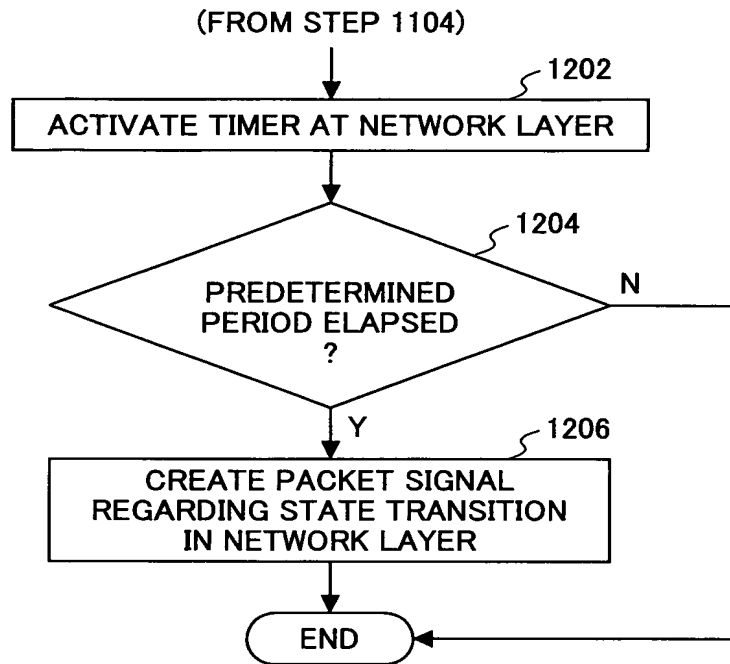 (FROM STEP 1104)
1202
ACTIVATE TIMER AT NETWORK LAYER
1204
PREDETERMINED
PERIOD ELAPSED
?
N
Y
1206
CREATE PACKET SIGNAL
REGARDING STATE TRANSITION
IN NETWORK LAYER
END